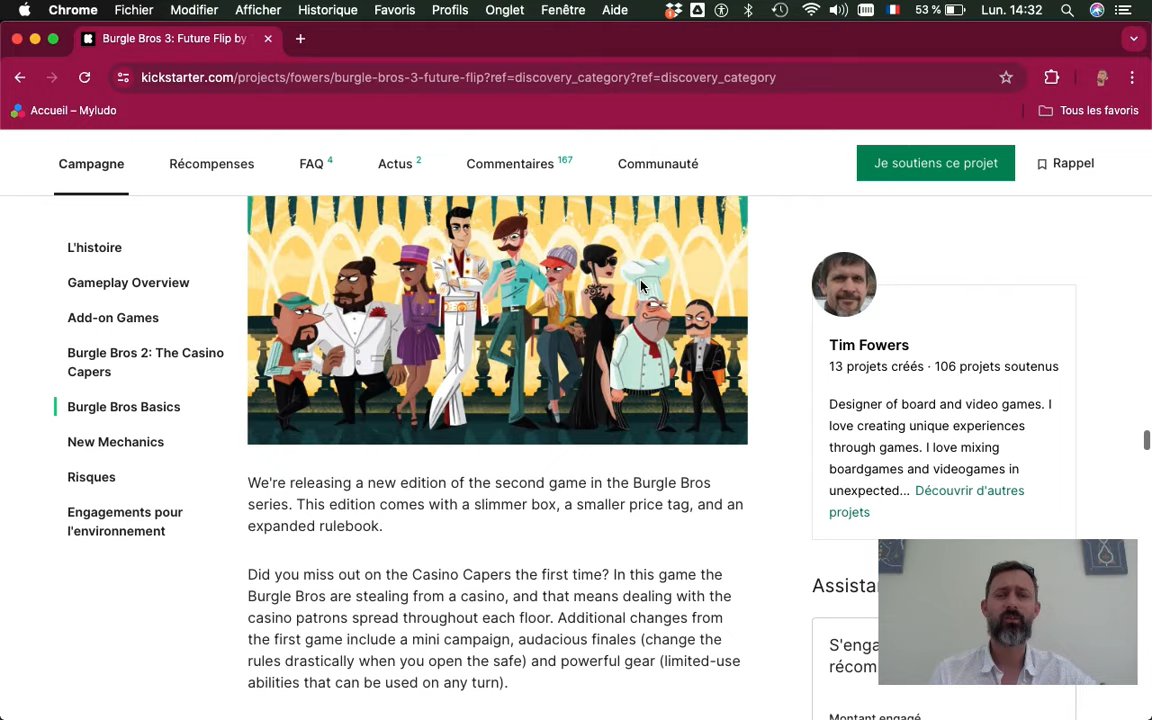 Chrome Fichier Modifier Afficher Historique Favoris Profils Onglet Fenêtre Aide 53 % Lun. 14:32
Burgle Bros 3: Future Flip by
kickstarter.com/projects/fowers/burgle-bros-3-future-flip?ref=discovery_category?ref=discovery_category
Accueil – Myludo Tous les favoris
Campagne Récompenses FAQ 4 Actus 2 Commentaires 167 Communauté Je soutiens ce projet Rappel
L'histoire
Gameplay Overview
Add-on Games
Burgle Bros 2: The Casino
Capers
Burgle Bros Basics
New Mechanics
Risques
Engagements pour
l'environnement
We're releasing a new edition of the second game in the Burgle Bros
series. This edition comes with a slimmer box, a smaller price tag, and an
expanded rulebook.
Did you miss out on the Casino Capers the first time? In this game the
Burgle Bros are stealing from a casino, and that means dealing with the
casino patrons spread throughout each floor. Additional changes from
the first game include a mini campaign, audacious finales (change the
rules drastically when you open the safe) and powerful gear (limited-use
abilities that can be used on any turn).
Tim Fowers
13 projets créés · 106 projets soutenus
Designer of board and video games. I
love creating unique experiences
through games. I love mixing
boardgames and videogames in
unexpected... Découvrir d'autres
projets
Assista
S'enga
récom
Montant engagé